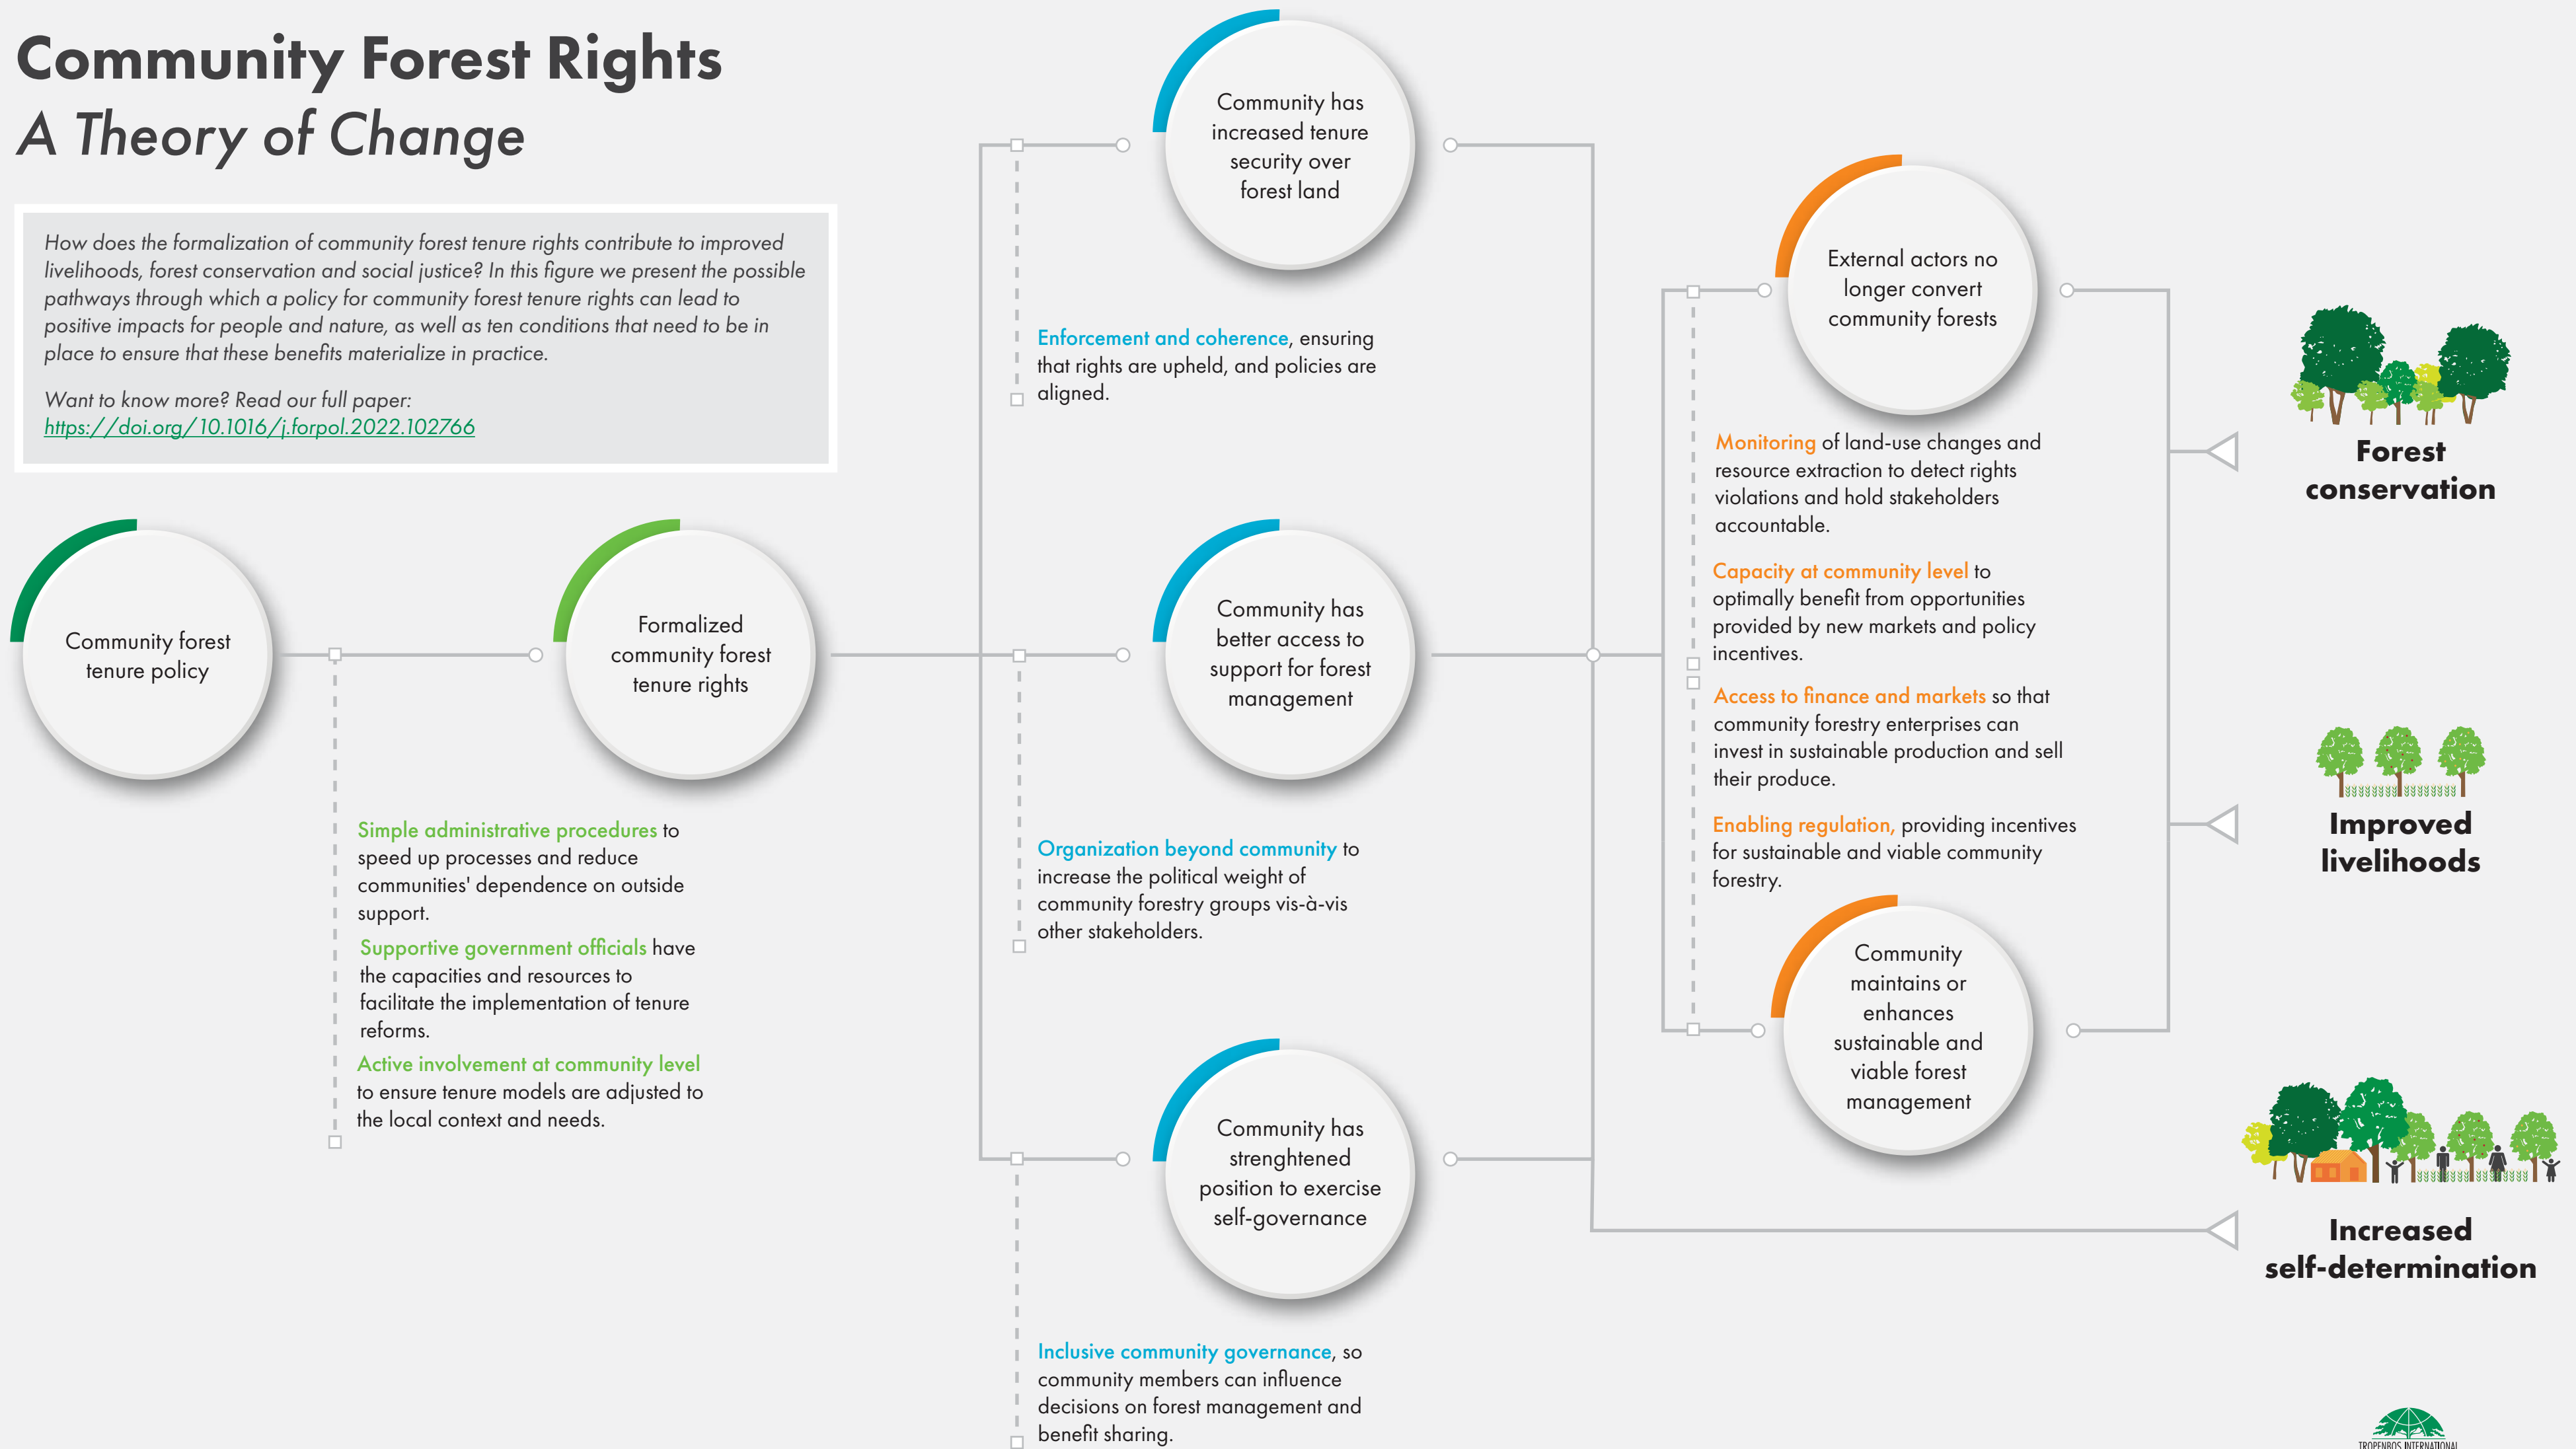 Community Forest Rights
A Theory of Change
How does the formalization of community forest tenure rights contribute to improved
livelihoods, forest conservation and social justice? In this figure we present the possible
pathways through which a policy for community forest tenure rights can lead to
positive impacts for people and nature, as well as ten conditions that need to be in
place to ensure that these benefits materialize in practice.
Want to know more? Read our full paper:
https://doi.org/10.1016/j.forpol.2022.102766
Community forest
tenure policy
Simple administrative procedures to
speed up processes and reduce
communities' dependence on outside
support.
Supportive government officials have
the capacities and resources to
facilitate the implementation of tenure
reforms.
Active involvement at community level
to ensure tenure models are adjusted to
the local context and needs.
Formalized
community forest
tenure rights
Community has
increased tenure
security over
forest land
Enforcement and coherence, ensuring
that rights are upheld, and policies are
aligned.
Community has
better access to
support for forest
management
Organization beyond community to
increase the political weight of
community forestry groups vis-à-vis
other stakeholders.
Community has
strenghtened
position to exercise
self-governance
Inclusive community governance, so
community members can influence
decisions on forest management and
benefit sharing.
External actors no
longer convert
community forests
Monitoring of land-use changes and
resource extraction to detect rights
violations and hold stakeholders
accountable.
Capacity at community level to
optimally benefit from opportunities
provided by new markets and policy
incentives.
Access to finance and markets so that
community forestry enterprises can
invest in sustainable production and sell
their produce.
Enabling regulation, providing incentives
for sustainable and viable community
forestry.
Community
maintains or
enhances
sustainable and
viable forest
management
Forest
conservation
Improved
livelihoods
Increased
self-determination
TROPENBOS INTERNATIONAL